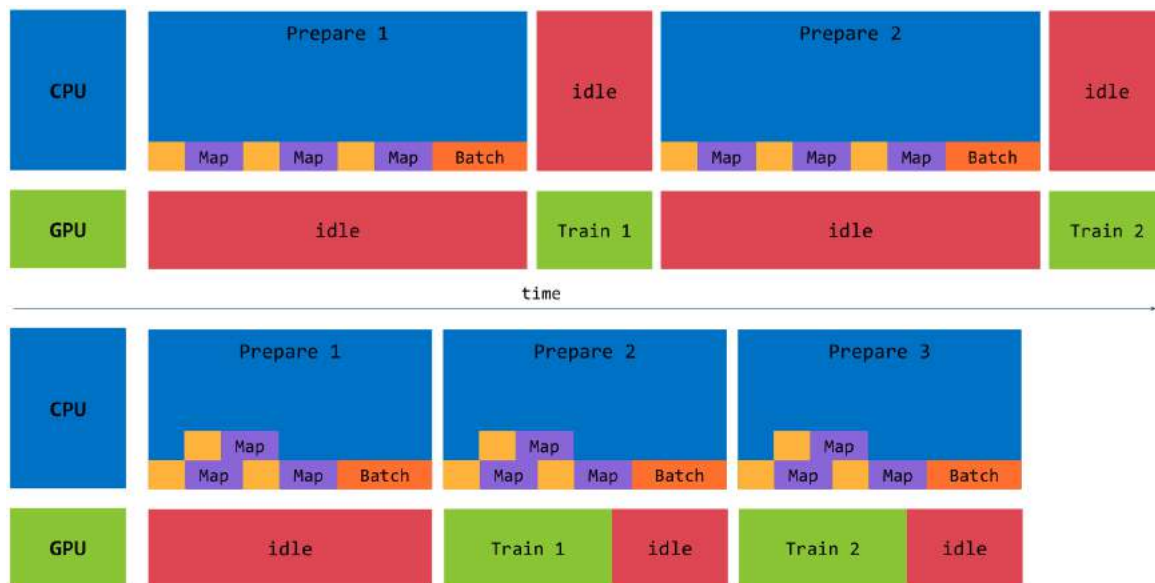 CPU
Prepare 1
idle
Prepare 2
idle
Map Map Map Batch
Map Map Map Batch
GPU
idle
Train 1
idle
Train 2
time
CPU
Prepare 1
Prepare 2
Prepare 3
Map
Map
Map
Map Map Batch
Map Map Batch
Map Map Batch
GPU
idle
Train 1
idle
Train 2
idle